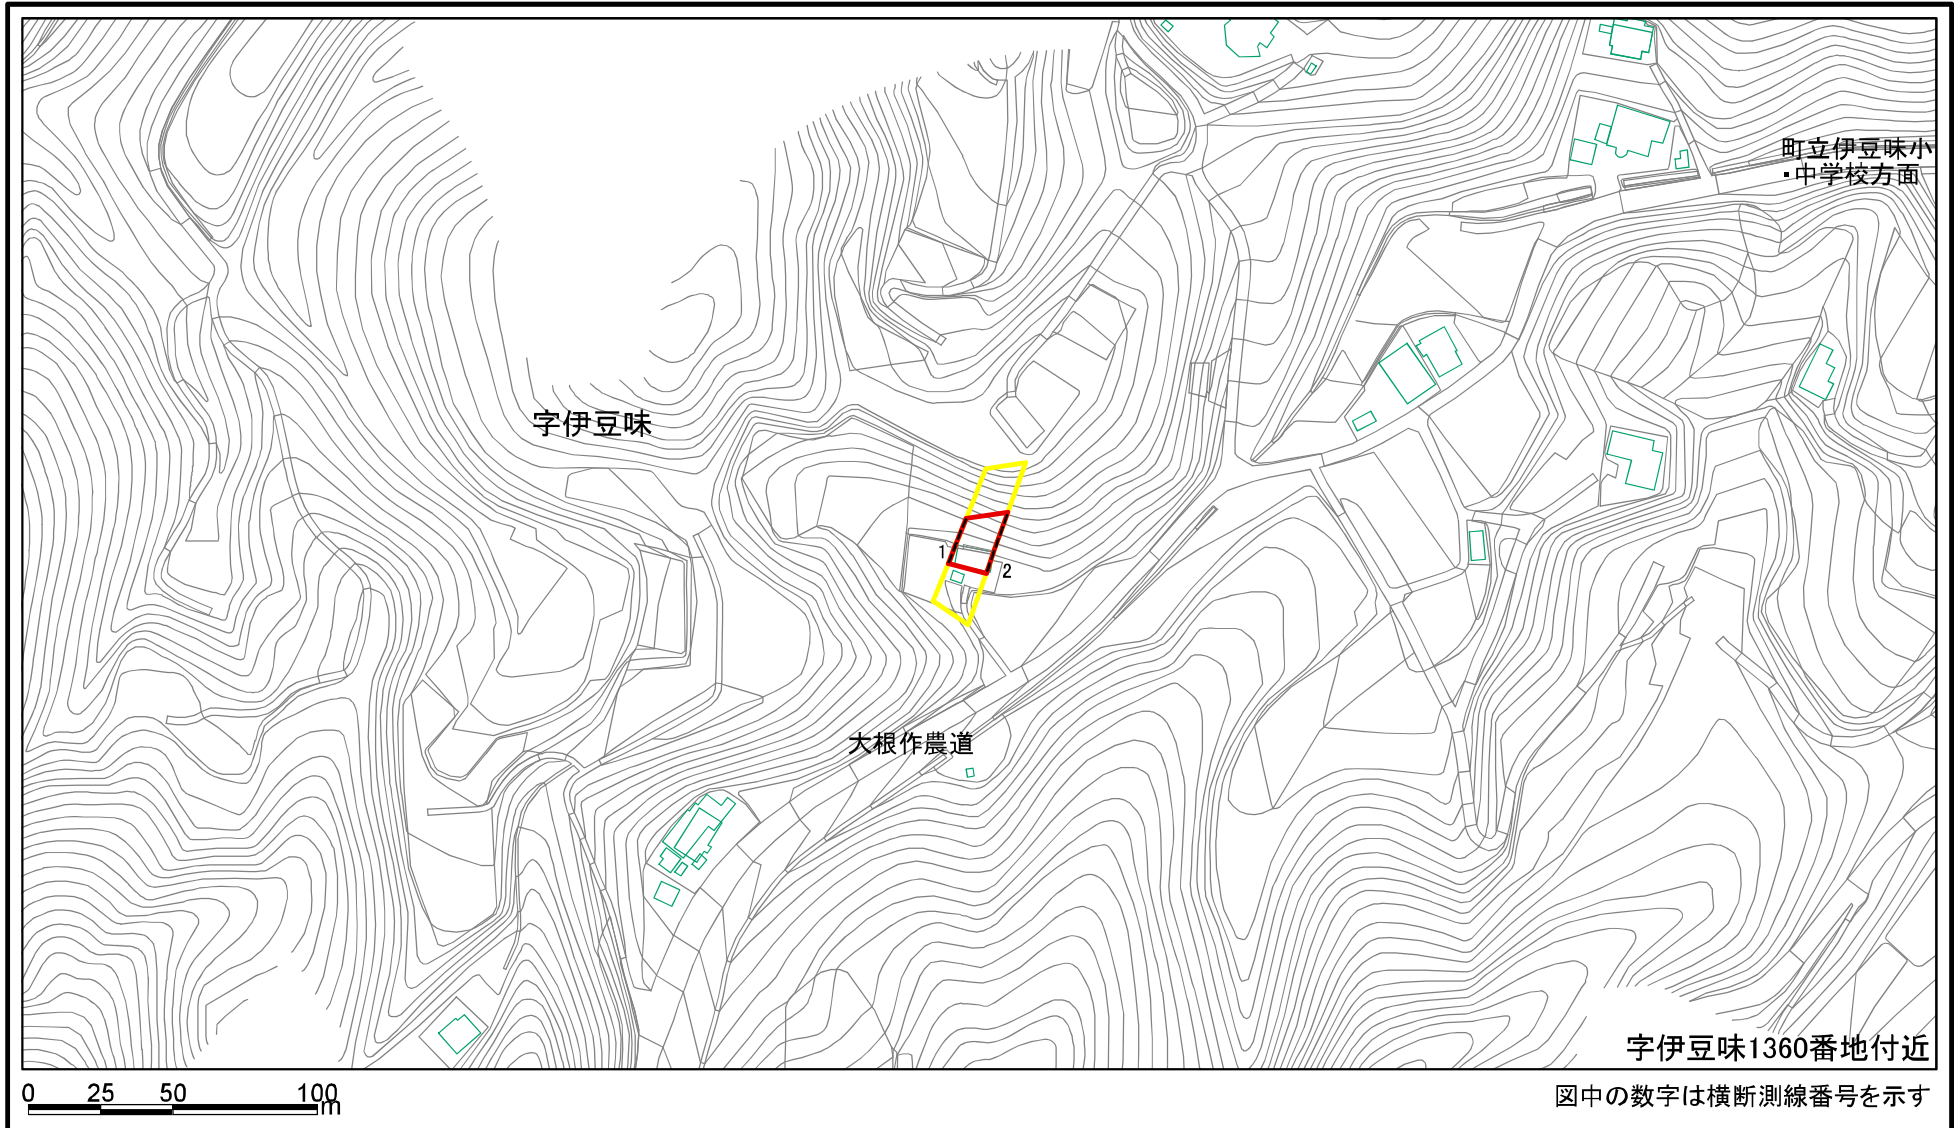 町立伊豆味小
・中学校方面
字伊豆味
1
2
大根作農道
字伊豆味1360番地付近
0 25 50 100
m
図中の数字は横断測線番号を示す